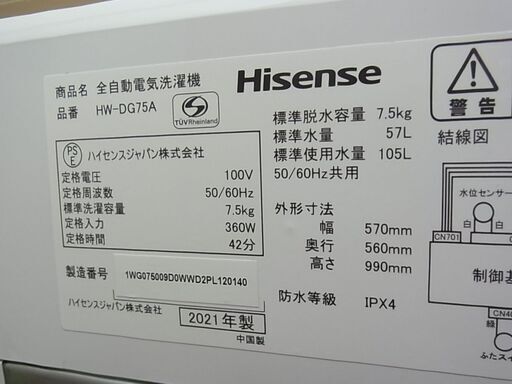 商品名 全自動電気洗濯機
品番 HW-DG75A
TÜVRheinland
Hisense
PS
E
ハイセンスジャパン株式会社
定格電圧 100V
定格周波数 50/60Hz
標準洗濯容量 7.5kg
定格入力 360W
定格時間 42分
製造番号 1WG075009D0WWD2PL120140
ハイセンスジャパン株式会社 2021年製
中国製
標準脱水容量 7.5kg
標準水量 57L
標準使用水量 105L
50/60Hz共用
外形寸法
幅 570mm
奥行 560mm
高さ 990mm
防水等級 IPX4
警告
結線図
水位センサー
白 白
CN701
制御基
CN40
緑
ふたスイ